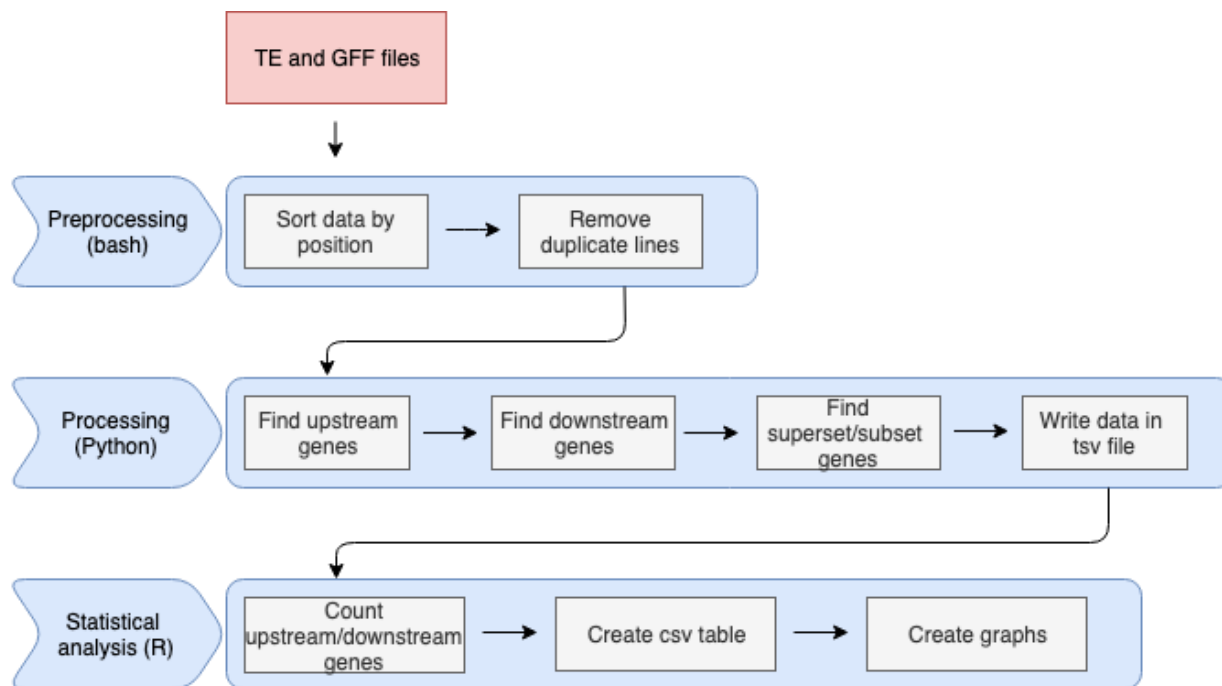 TE and GFF files
Preprocessing
(bash)
Sort data by
position
Remove
duplicate lines
Processing
(Python)
Find upstream
genes
Find downstream
genes
Find
superset/subset
genes
Write data in
tsv file
Statistical
analysis (R)
Count
upstream/downstream
genes
Create csv table
Create graphs